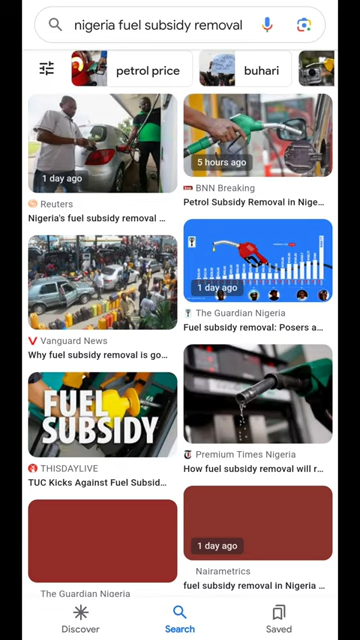 nigeria fuel subsidy removal
petrol price
buhari
1 day ago
Reuters
Nigeria's fuel subsidy removal ...
5 hours ago
BNN Breaking
Petrol Subsidy Removal in Nige...
1 day ago
The Guardian Nigeria
Fuel subsidy removal: Posers a...
Vanguard News
Why fuel subsidy removal is go...
FUEL
SUBSIDY
THISDAYLIVE
TUC Kicks Against Fuel Subsid...
Premium Times Nigeria
How fuel subsidy removal will r...
The Guardian Nigeria
1 day ago
Nairametrics
fuel subsidy removal in Nigeria ...
Discover
Search
Saved